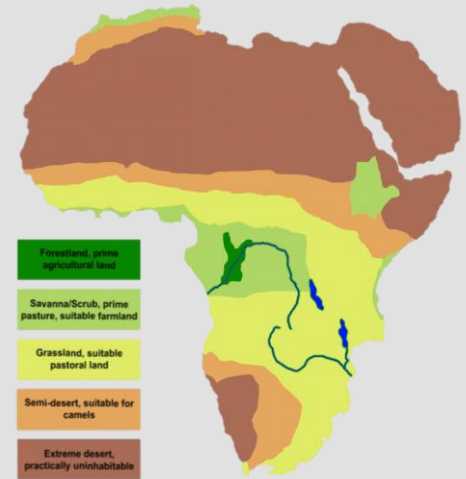 Forestland, prime
agricultural land
Savanna/Scrub, prime
pasture, suitable farmland
Grassland, suitable
pastoral land
Semi-desert, suitable for
camels
Extreme desert,
practically uninhabitable